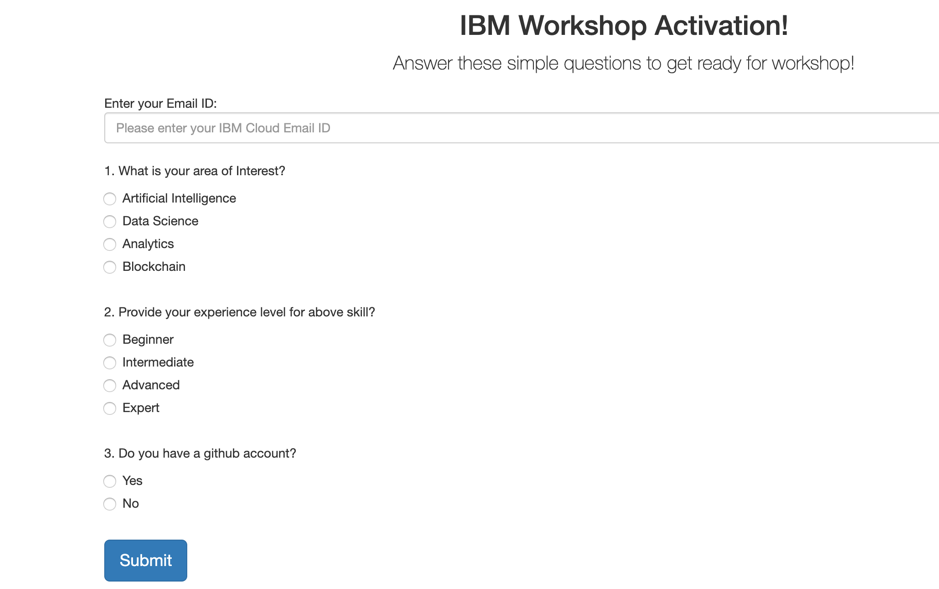 IBM Workshop Activation!
Answer these simple questions to get ready for workshop!
Enter your Email ID:
Please enter your IBM Cloud Email ID
1. What is your area of Interest?
Artificial Intelligence
Data Science
Analytics
Blockchain
2. Provide your experience level for above skill?
Beginner
Intermediate
Advanced
Expert
3. Do you have a github account?
Yes
No
Submit